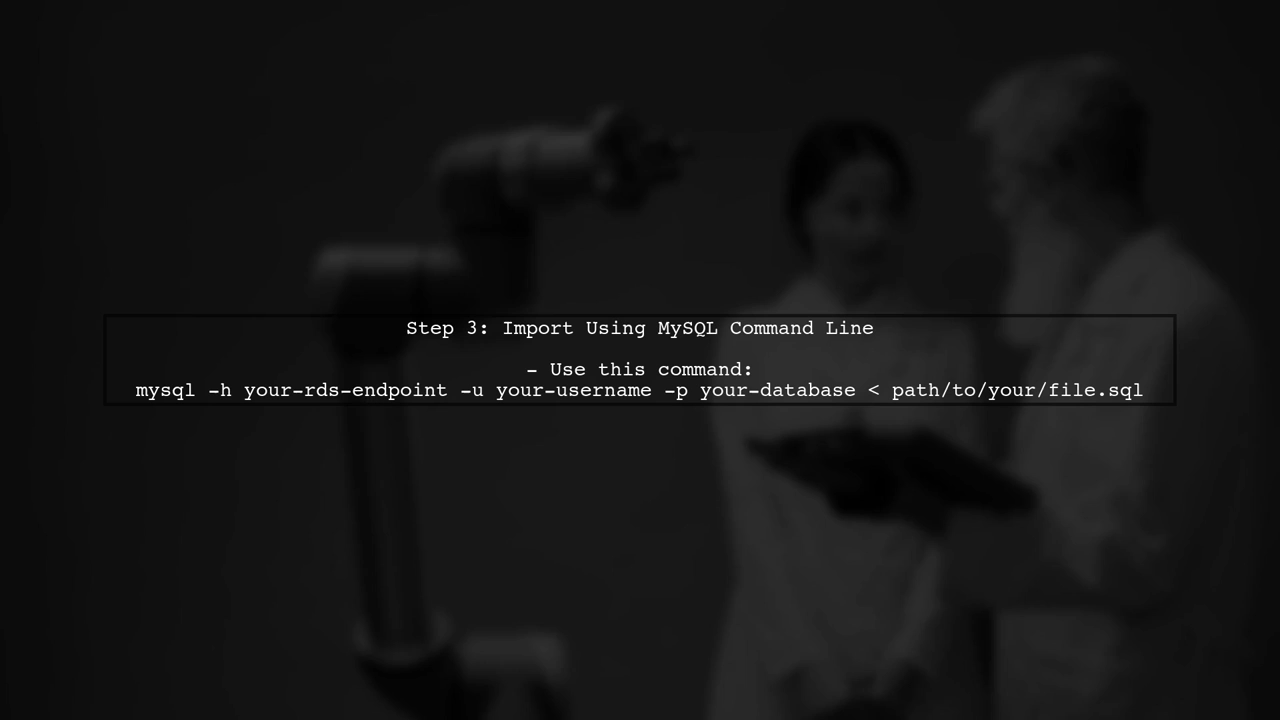 Step 3: Import Using MySQL Command Line
- Use this command:
mysql -h your-rds-endpoint -u your-username -p your-database < path/to/your/file.sql